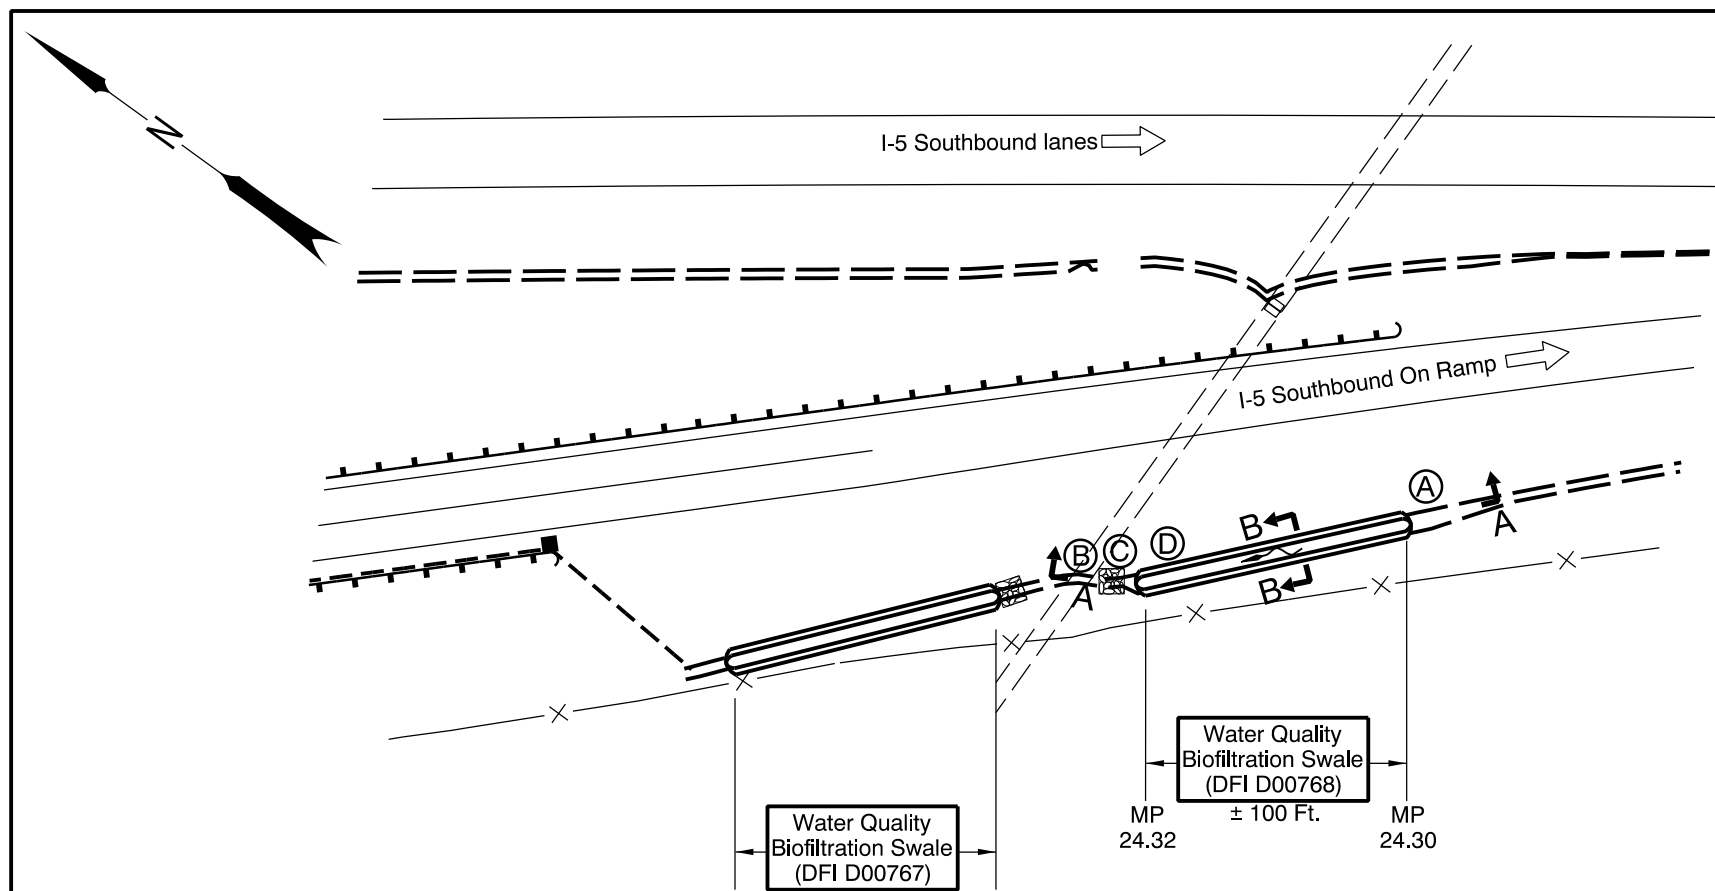 N
I-5 Southbound lanes
I-5 Southbound On Ramp
A
B
A
B
C
D
A
B
Water Quality
Biofiltration Swale
(DFI D00768)
± 100 Ft.
MP
24.32
MP
24.30
Water Quality
Biofiltration Swale
(DFI D00767)